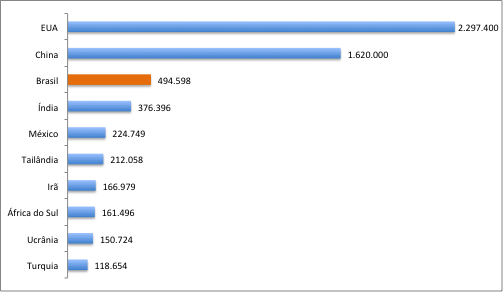 EUA 2.297.400
China 1.620.000
Brasil 494.598
Índia 376.396
México 224.749
Tailândia 212.058
Irã 166.979
África do Sul 161.496
Ucrânia 150.724
Turquia 118.654